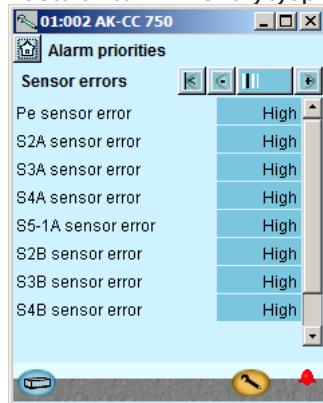 01:002 AK-CC 750
Alarm priorities
Sensor errors
Pe sensor error High
S2A sensor error High
S3A sensor error High
S4A sensor error High
S5-1A sensor error High
S2B sensor error High
S3B sensor error High
S4B sensor error High